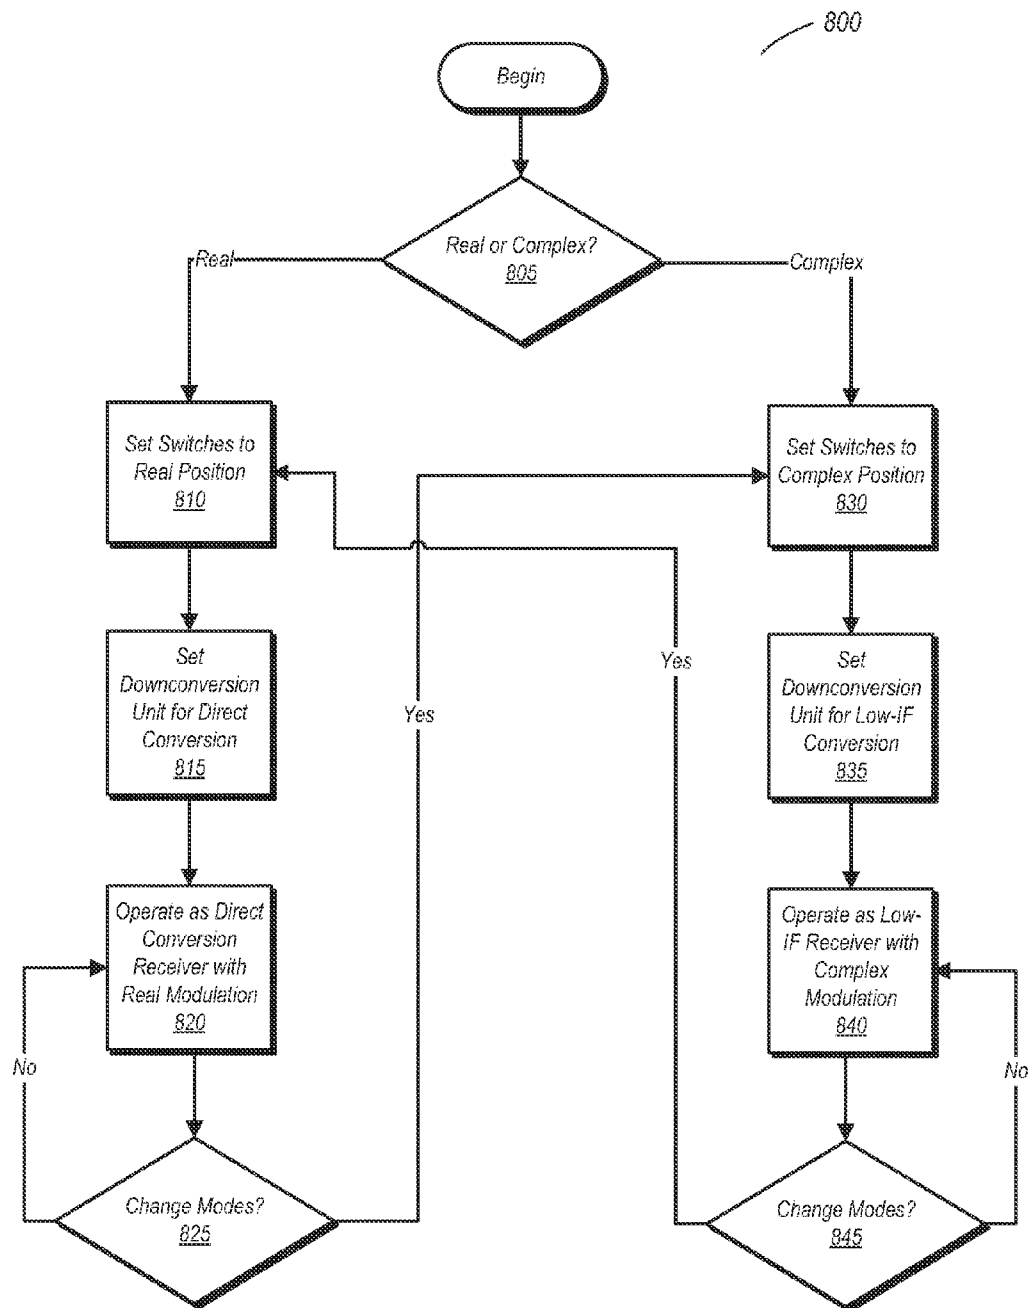 800
Begin
Real or Complex?
805
Real
Complex
Set Switches to
Real Position
810
Set Switches to
Complex Position
830
Set
Downconversion
Unit for Direct
Conversion
815
Yes
Yes
Set
Downconversion
Unit for Low-IF
Conversion
835
Operate as Direct
Conversion
Receiver with
Real Modulation
820
Operate as Low-
IF Receiver with
Complex
Modulation
840
No
No
Change Modes?
825
Change Modes?
845